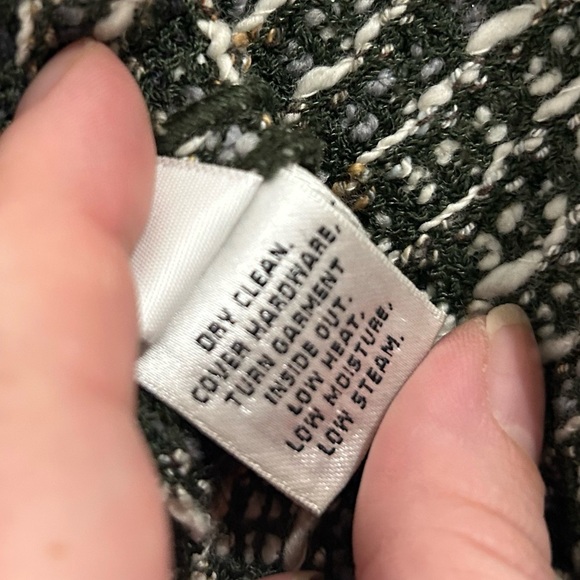 DRY CLEAN.
COVER HARDWARE,
TURN GARMENT
INSIDE OUT.
LOW HEAT,
LOW MOISTURE,
LOW STEAM.